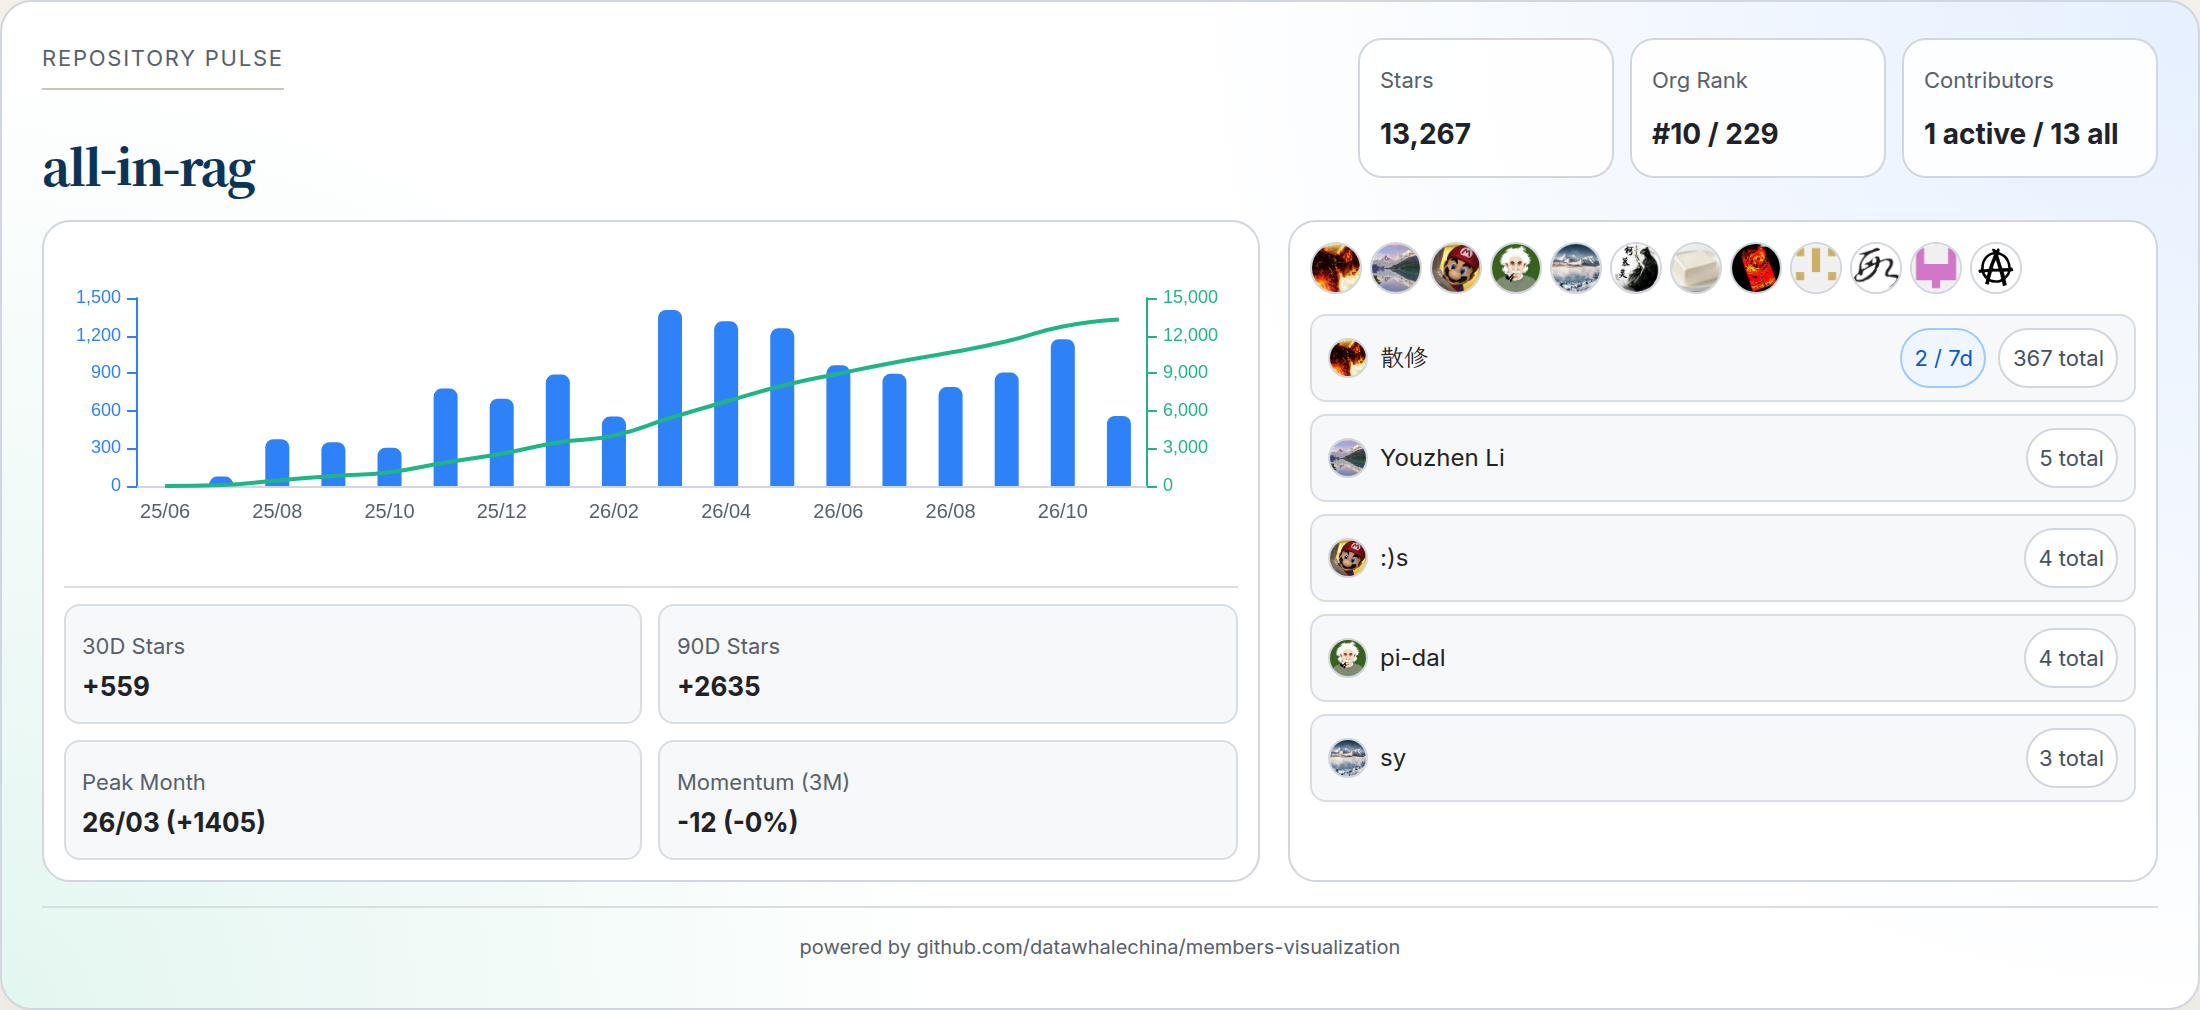 REPOSITORY PULSE
all-in-rag
Stars
13,267
Org Rank
#10 / 229
Contributors
1 active / 13 all
1,500
1,200
900
600
300
0
15,000
12,000
9,000
6,000
3,000
0
25/06 25/08 25/10 25/12 26/02 26/04 26/06 26/08 26/10
30D Stars
+559
90D Stars
+2635
Peak Month
26/03 (+1405)
Momentum (3M)
-12 (-0%)
散修 2 / 7d 367 total
Youzhen Li 5 total
:)s 4 total
pi-dal 4 total
sy 3 total
powered by github.com/datawhalechina/members-visualization